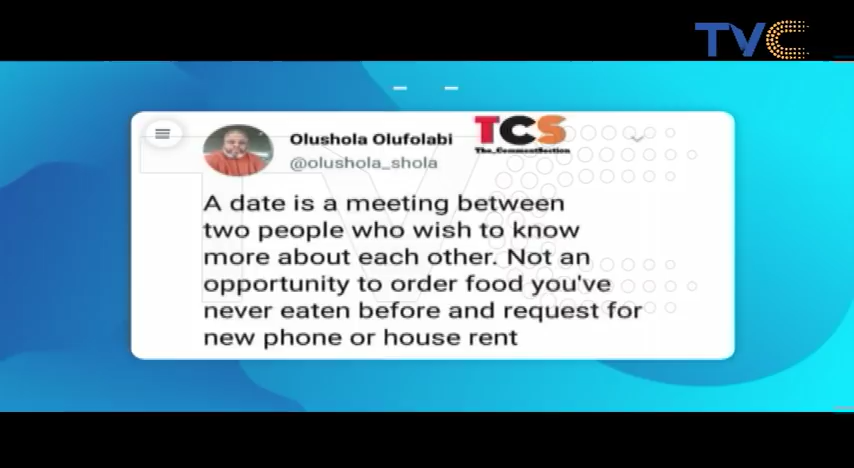 TVC
Olushola Olufolabi
TCS
The_CommentSection
@olushola_shola
A date is a meeting between
two people who wish to know
more about each other. Not an
opportunity to order food you've
never eaten before and request for
new phone or house rent